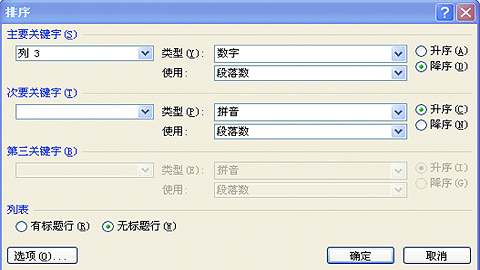 排序
主要关键字(S)
列 3 类型(Y): 数字 升序(A)
使用: 段落数 降序(D)
次要关键字(T)
类型(P): 拼音 升序(C)
使用: 段落数 降序(N)
第三关键字(B)
类型(E): 拼音 升序(I)
使用: 段落数 降序(G)
列表
有标题行(R) 无标题行(W)
选项(O)... 确定 取消